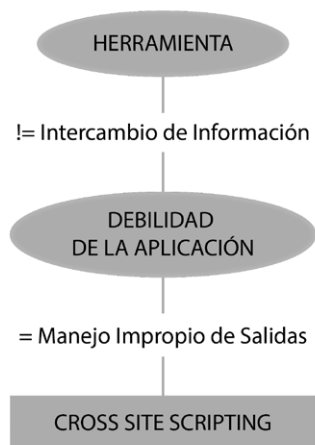 HERRAMIENTA
!= Intercambio de Información
DEBILIDAD
DE LA APLICACIÓN
= Manejo Impropio de Salidas
CROSS SITE SCRIPTING